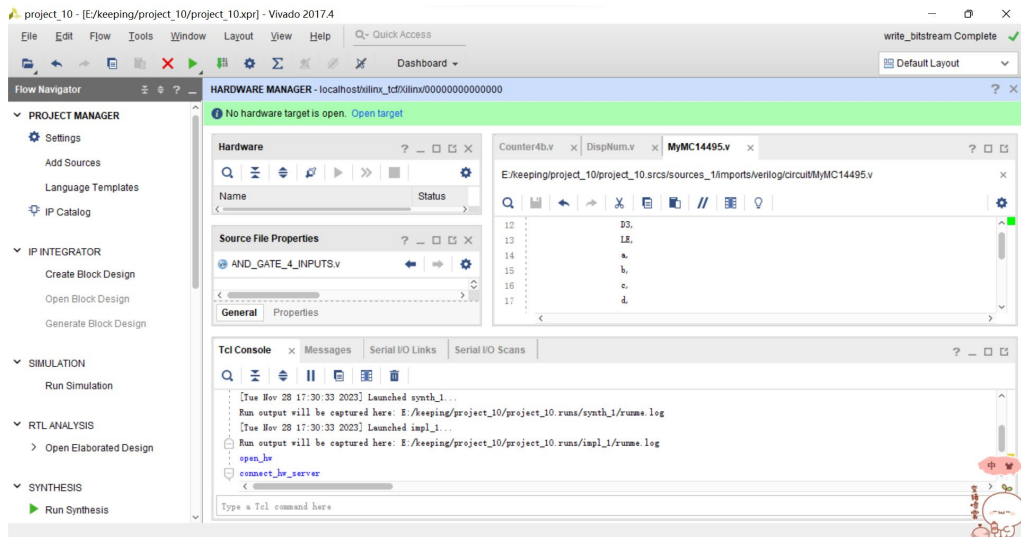 project_10 - [E:/keeping/project_10/project_10.xpr] - Vivado 2017.4
File Edit Flow Tools Window Layout View Help Quick Access
write_bitstream Complete
Dashboard
Default Layout
Flow Navigator
HARDWARE MANAGER - localhost/xilinx_tcf/Xilinx/00000000000000
No hardware target is open. Open target
PROJECT MANAGER
Settings
Add Sources
Language Templates
IP Catalog
IP INTEGRATOR
Create Block Design
Open Block Design
Generate Block Design
SIMULATION
Run Simulation
RTL ANALYSIS
Open Elaborated Design
SYNTHESIS
Run Synthesis
Hardware
Name Status
Source File Properties
AND_GATE_4_INPUTS.v
General Properties
Counter4b.v DispNum.v MyMC14495.v
E:/keeping/project_10/project_10.srcs/sources_1/imports/verilog/circuit/MyMC14495.v
12 D3,
13 LE,
14 a,
15 b,
16 c,
17 d,
Tcl Console Messages Serial I/O Links Serial I/O Scans
[Tue Nov 28 17:30:33 2023] Launched synth_1...
Run output will be captured here: E:/keeping/project_10/project_10.runs/synth_1/runme.log
[Tue Nov 28 17:30:33 2023] Launched impl_1...
Run output will be captured here: E:/keeping/project_10/project_10.runs/impl_1/runme.log
open_hw
connect_hw_server
Type a Tcl command here
中